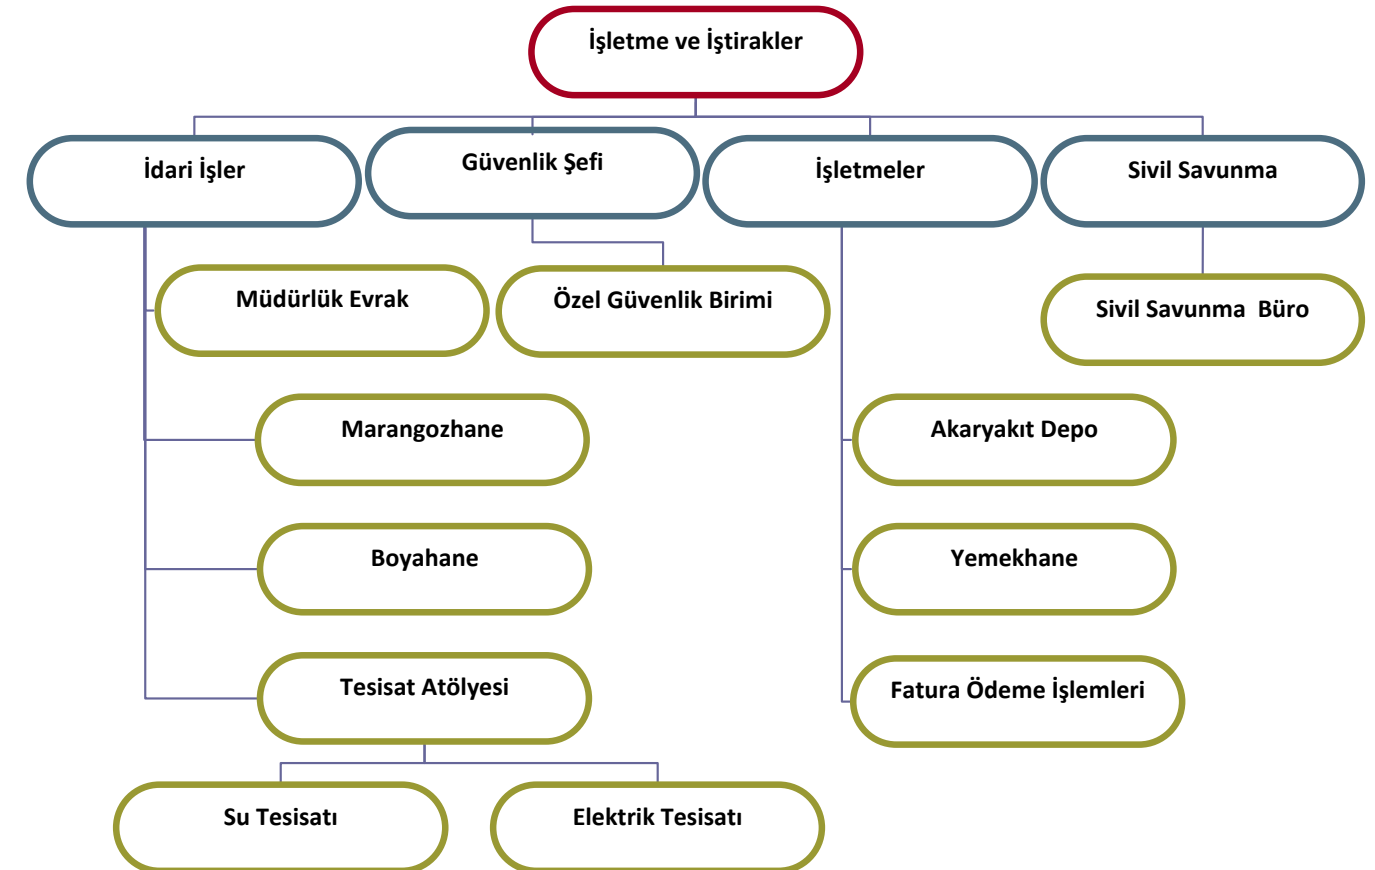 İşletme ve İştirakler
İdari İşler
Güvenlik Şefi
İşletmeler
Sivil Savunma
Müdürlük Evrak
Özel Güvenlik Birimi
Sivil Savunma  Büro
Marangozhane
Akaryakıt Depo
Boyahane
Yemekhane
Tesisat Atölyesi
Fatura Ödeme İşlemleri
Su Tesisatı
Elektrik Tesisatı